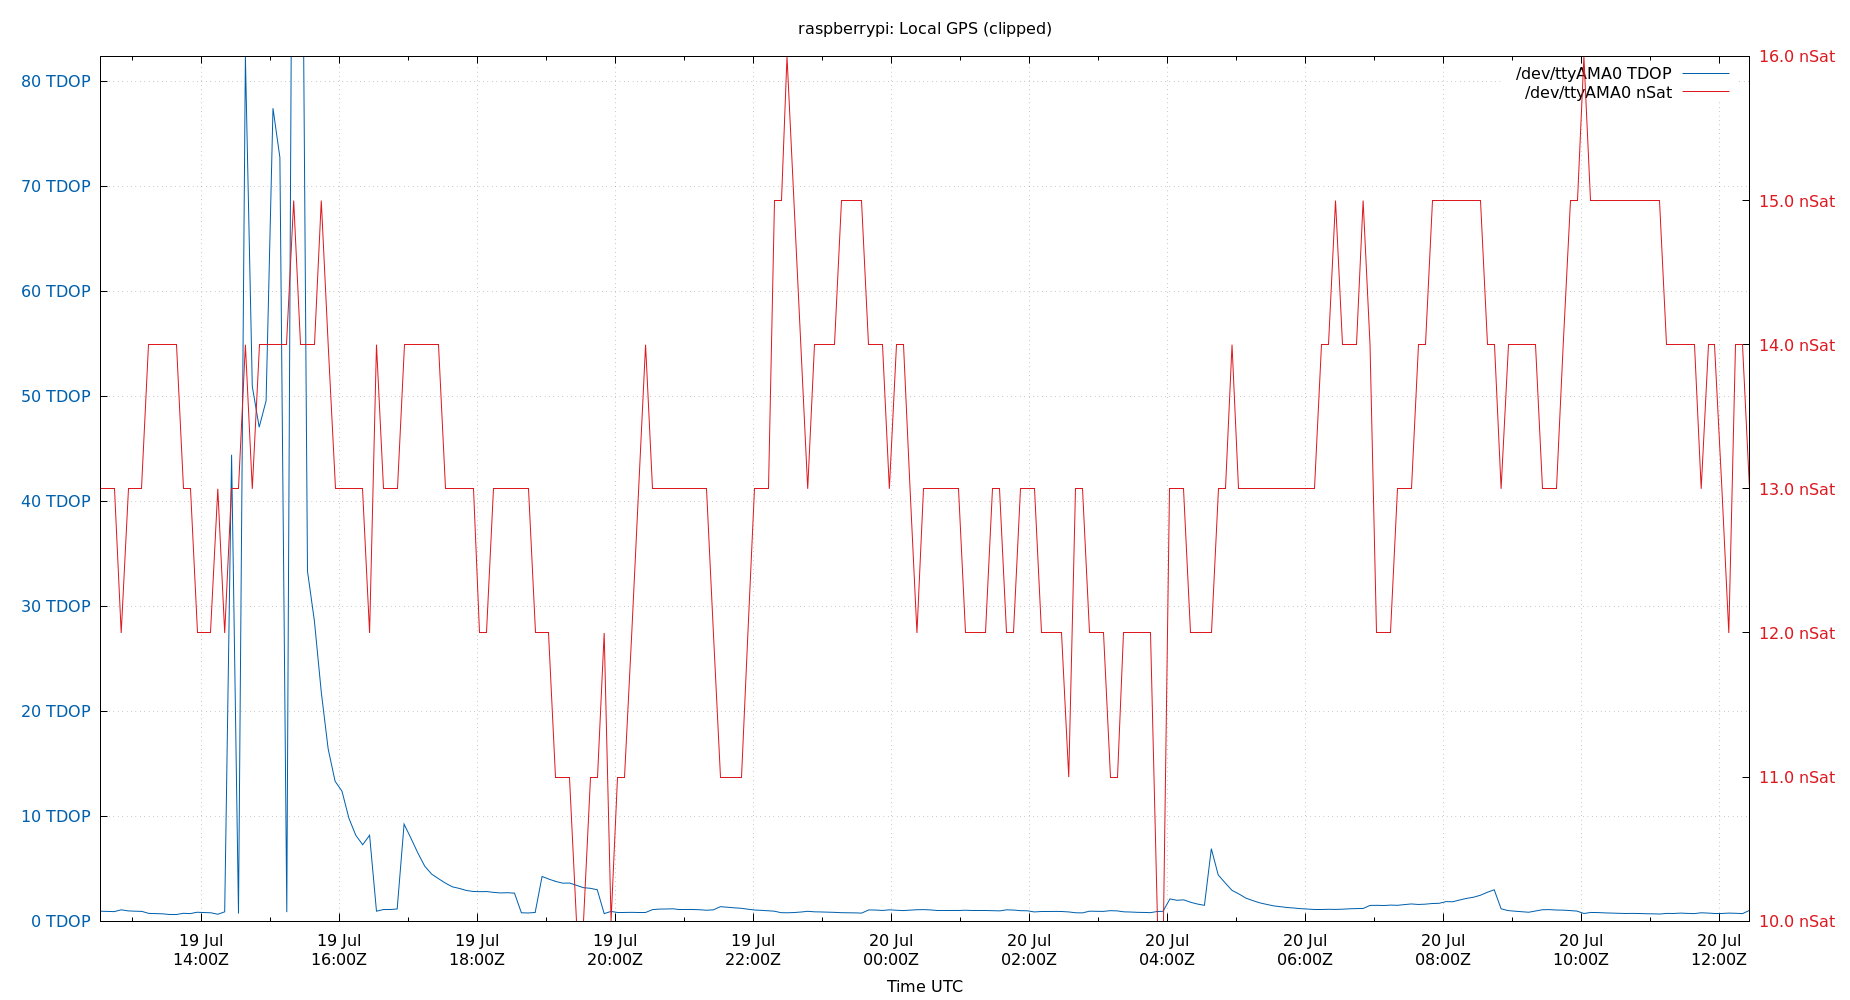 raspberrypi: Local GPS (clipped)
/dev/ttyAMA0 TDOP
/dev/ttyAMA0 nSat
80 TDOP
70 TDOP
60 TDOP
50 TDOP
40 TDOP
30 TDOP
20 TDOP
10 TDOP
0 TDOP
16.0 nSat
15.0 nSat
14.0 nSat
13.0 nSat
12.0 nSat
11.0 nSat
10.0 nSat
19 Jul
14:00Z
19 Jul
16:00Z
19 Jul
18:00Z
19 Jul
20:00Z
19 Jul
22:00Z
20 Jul
00:00Z
20 Jul
02:00Z
20 Jul
04:00Z
20 Jul
06:00Z
20 Jul
08:00Z
20 Jul
10:00Z
20 Jul
12:00Z
Time UTC